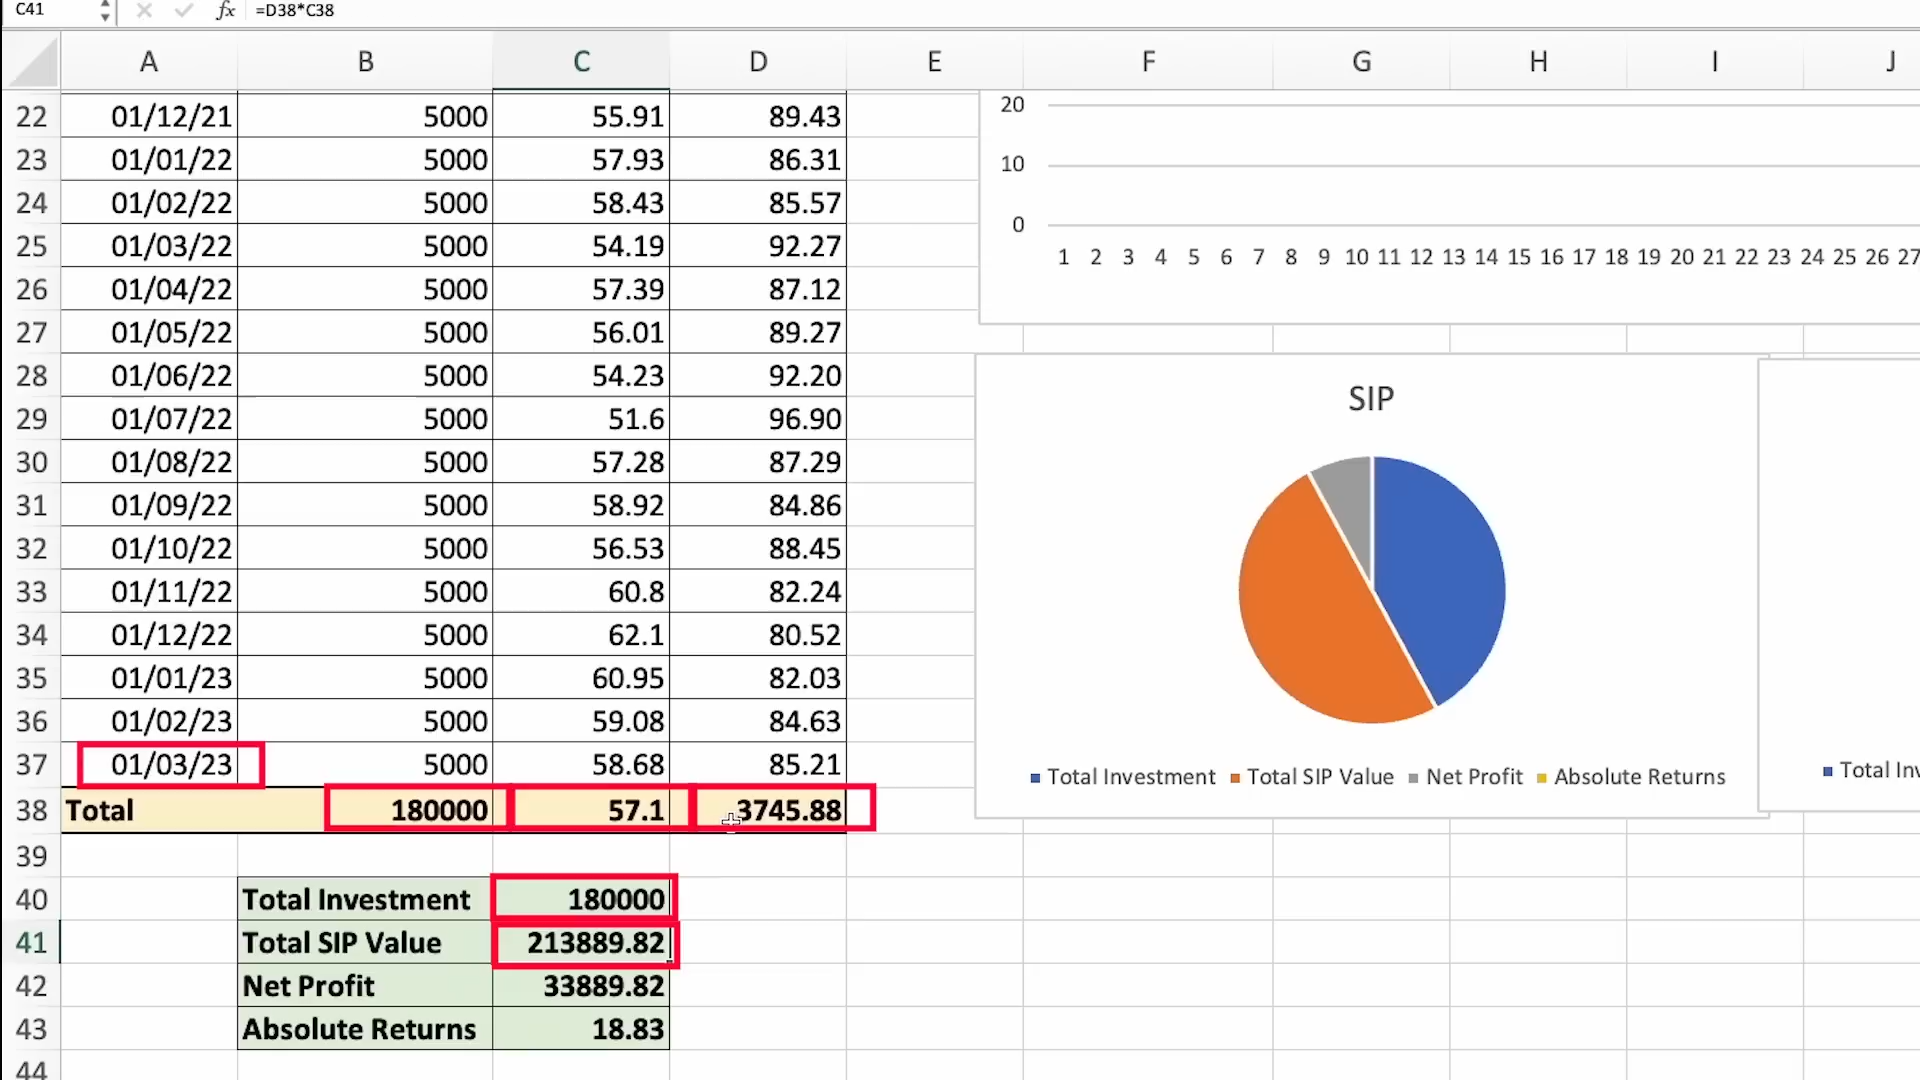 C41 fx =D38*C38
A B C D E F G H I J
22 01/12/21 5000 55.91 89.43
23 01/01/22 5000 57.93 86.31
24 01/02/22 5000 58.43 85.57
25 01/03/22 5000 54.19 92.27
26 01/04/22 5000 57.39 87.12
27 01/05/22 5000 56.01 89.27
28 01/06/22 5000 54.23 92.20
29 01/07/22 5000 51.6 96.90
30 01/08/22 5000 57.28 87.29
31 01/09/22 5000 58.92 84.86
32 01/10/22 5000 56.53 88.45
33 01/11/22 5000 60.8 82.24
34 01/12/22 5000 62.1 80.52
35 01/01/23 5000 60.95 82.03
36 01/02/23 5000 59.08 84.63
37 01/03/23 5000 58.68 85.21
38 Total 180000 57.1 3745.88
39
40 Total Investment 180000
41 Total SIP Value 213889.82
42 Net Profit 33889.82
43 Absolute Returns 18.83
44
20
10
0
1 2 3 4 5 6 7 8 9 10 11 12 13 14 15 16 17 18 19 20 21 22 23 24 25 26 27
SIP
Total Investment Total SIP Value Net Profit Absolute Returns
Total Inv